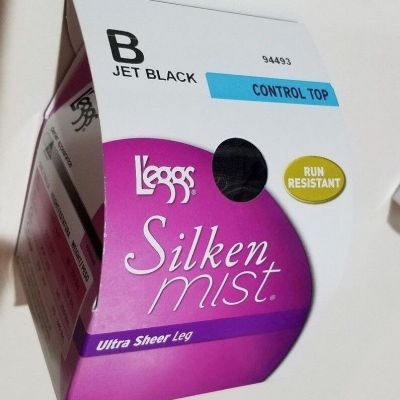 B
JET BLACK
94493
CONTROL TOP
L'eggs®
RUN
RESISTANT
Silken
mist®
Ultra Sheer Leg